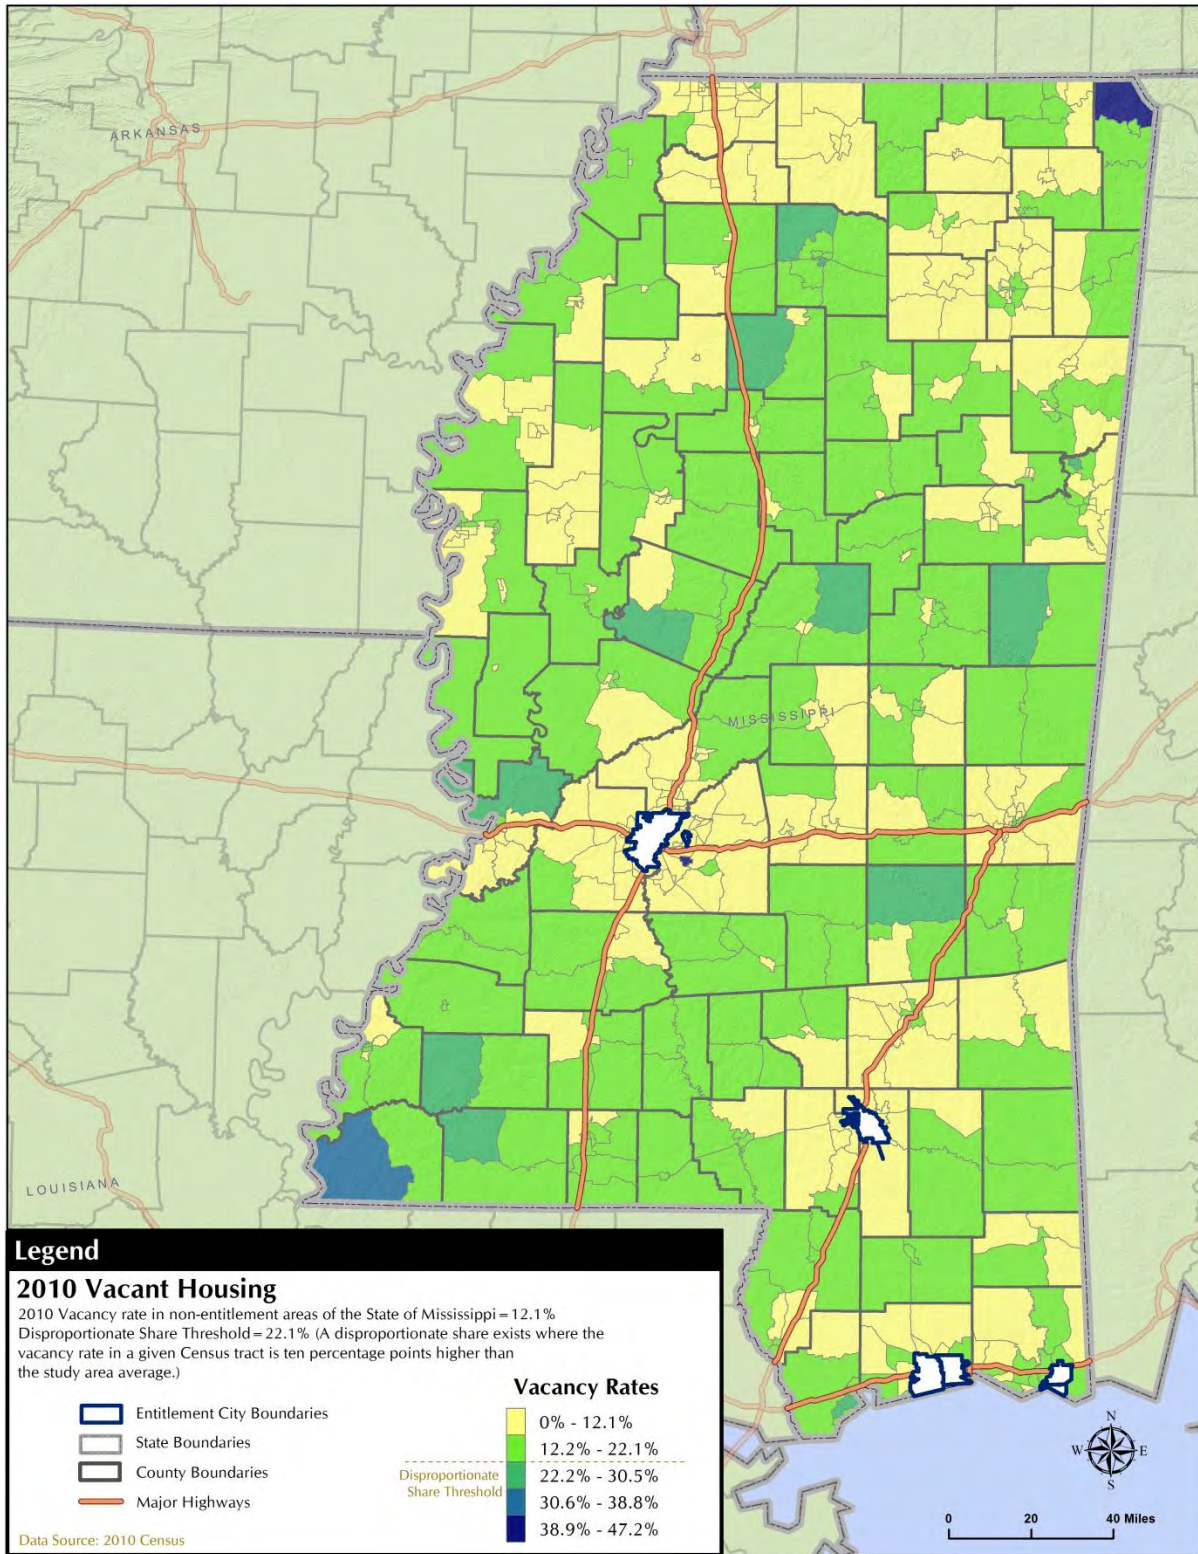 ARKANSAS
MISSISSIPPI
LOUISIANA
Legend
2010 Vacant Housing
2010 Vacancy rate in non-entitlement areas of the State of Mississippi = 12.1%
Disproportionate Share Threshold = 22.1% (A disproportionate share exists where the
vacancy rate in a given Census tract is ten percentage points higher than
the study area average.)
Entitlement City Boundaries
State Boundaries
County Boundaries
Major Highways
Data Source: 2010 Census
Vacancy Rates
0% - 12.1%
12.2% - 22.1%
Disproportionate
Share Threshold
22.2% - 30.5%
30.6% - 38.8%
38.9% - 47.2%
N
W E
S
0 20 40 Miles